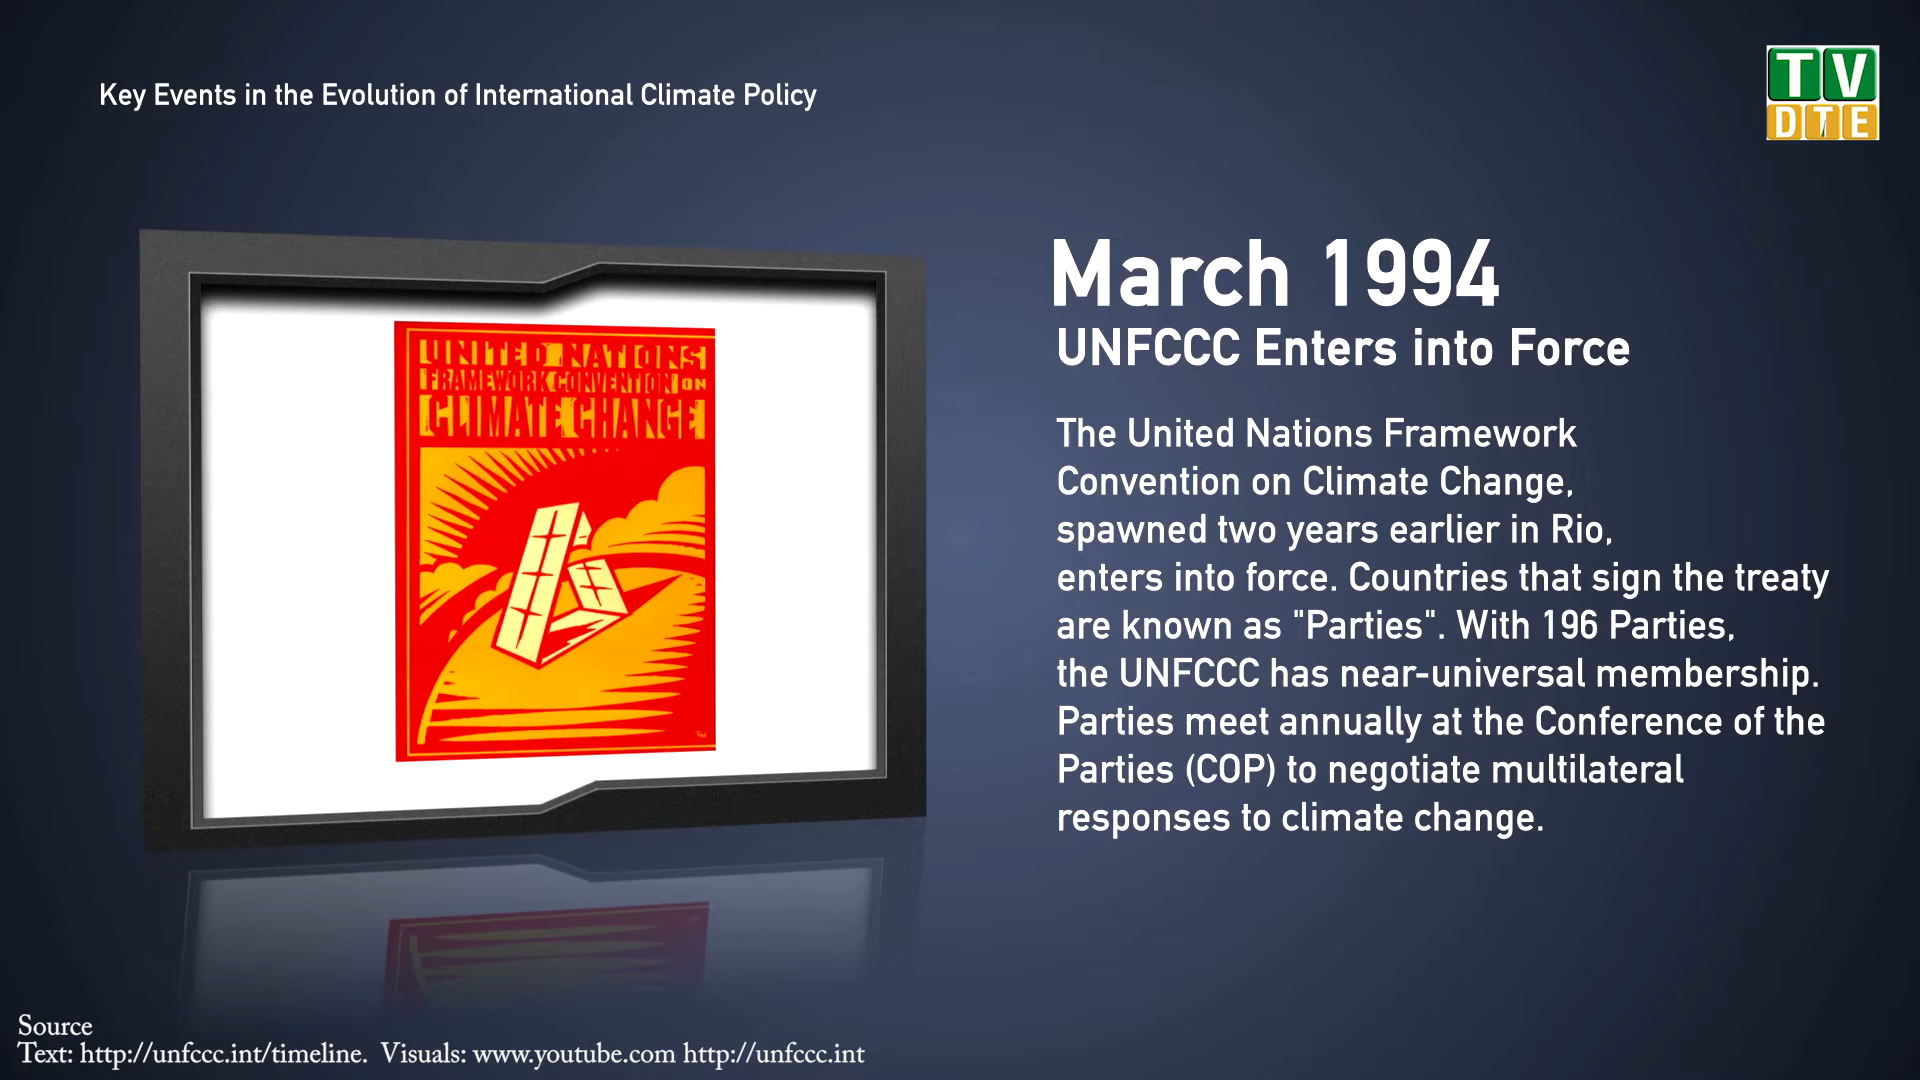 Key Events in the Evolution of International Climate Policy
TV
DTE
UNITED NATIONS
FRAMEWORK CONVENTION ON
CLIMATE CHANGE
March 1994
UNFCCC Enters into Force
The United Nations Framework
Convention on Climate Change,
spawned two years earlier in Rio,
enters into force. Countries that sign the treaty
are known as "Parties". With 196 Parties,
the UNFCCC has near-universal membership.
Parties meet annually at the Conference of the
Parties (COP) to negotiate multilateral
responses to climate change.
Source
Text: http://unfccc.int/timeline. Visuals: www.youtube.com http://unfccc.int